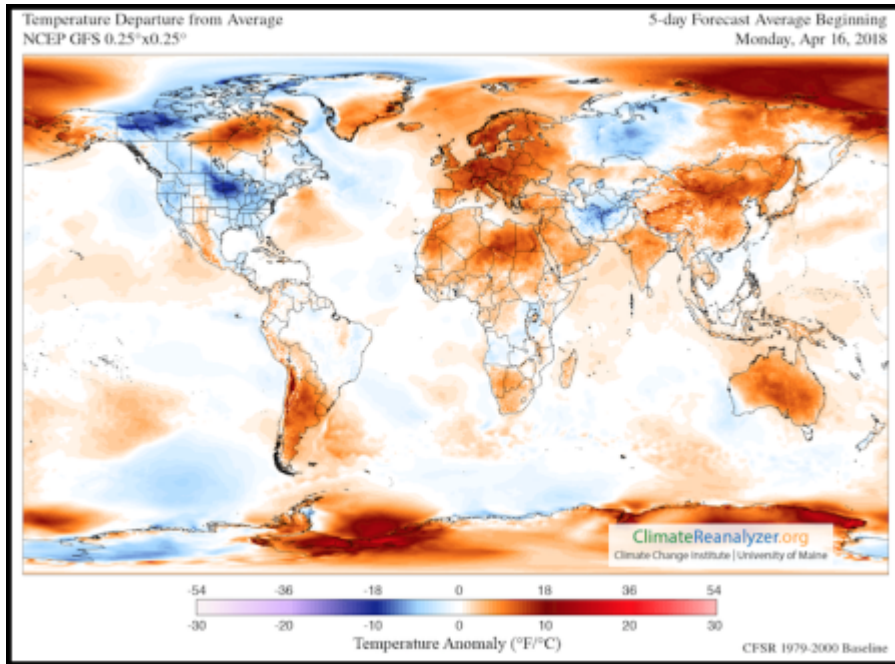 Temperature Departure from Average
NCEP GFS 0.25°x0.25°
5-day Forecast Average Beginning
Monday, Apr 16, 2018
ClimateReanalyzer.org
Climate Change Institute | University of Maine
-54 -36 -18 0 18 36 54
-30 -20 -10 0 10 20 30
Temperature Anomaly (°F/°C)
CFSR 1979-2000 Baseline